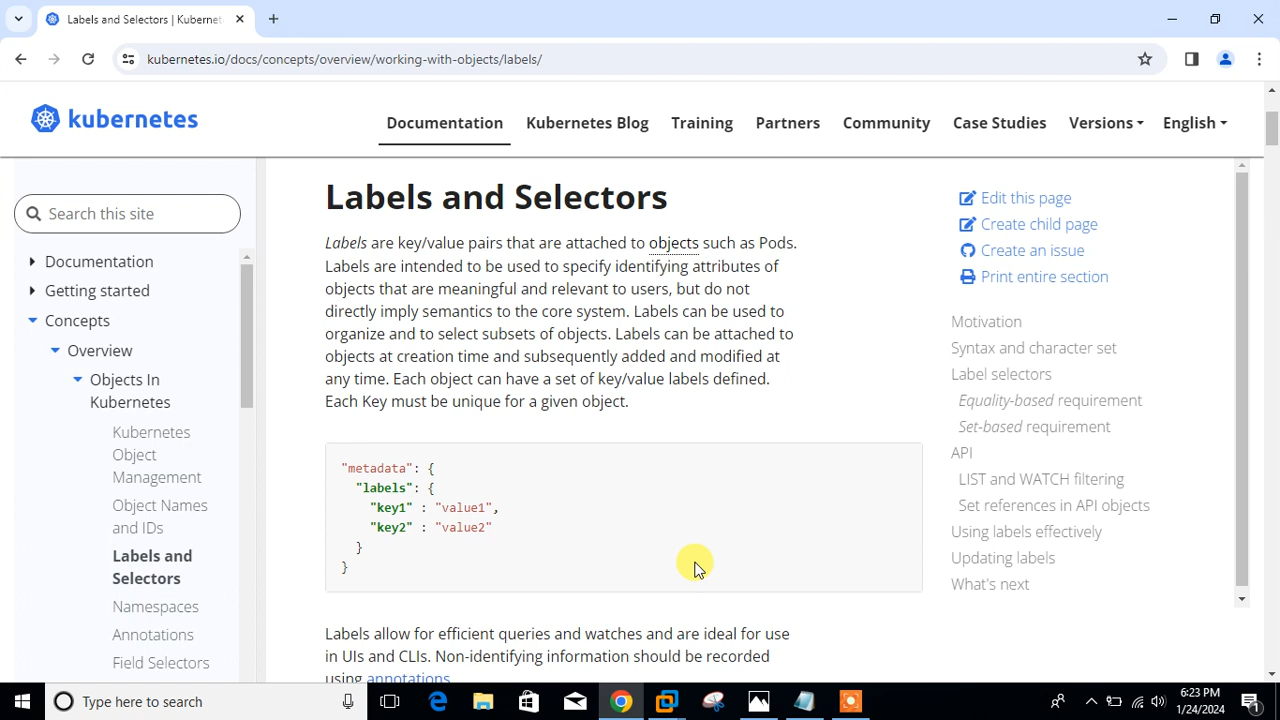 Labels and Selectors | Kubernet
kubernetes.io/docs/concepts/overview/working-with-objects/labels/
kubernetes
Documentation
Kubernetes Blog
Training
Partners
Community
Case Studies
Versions
English
Search this site
Documentation
Getting started
Concepts
Overview
Objects In
Kubernetes
Kubernetes
Object
Management
Object Names
and IDs
Labels and
Selectors
Namespaces
Annotations
Field Selectors
Labels and Selectors
Labels are key/value pairs that are attached to objects such as Pods.
Labels are intended to be used to specify identifying attributes of
objects that are meaningful and relevant to users, but do not
directly imply semantics to the core system. Labels can be used to
organize and to select subsets of objects. Labels can be attached to
objects at creation time and subsequently added and modified at
any time. Each object can have a set of key/value labels defined.
Each Key must be unique for a given object.
"metadata": {
"labels": {
"key1" : "value1",
"key2" : "value2"
}
}
Labels allow for efficient queries and watches and are ideal for use
in UIs and CLIs. Non-identifying information should be recorded
using annotations.
Edit this page
Create child page
Create an issue
Print entire section
Motivation
Syntax and character set
Label selectors
Equality-based requirement
Set-based requirement
API
LIST and WATCH filtering
Set references in API objects
Using labels effectively
Updating labels
What's next
Type here to search
6:23 PM
1/24/2024
1